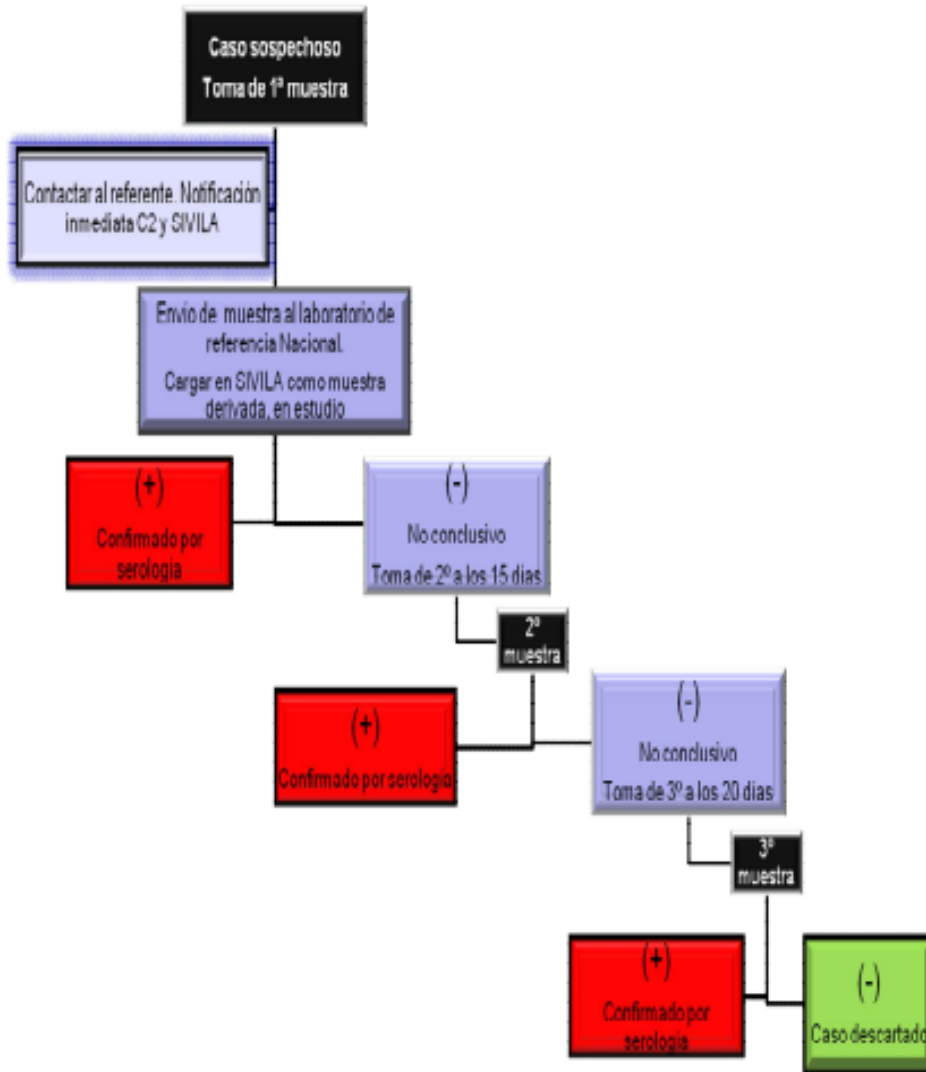 Caso sospechoso
Toma de 1ª muestra
Contactar al referente. Notificación
inmediata C2 y SIVILA
Envío de muestra al laboratorio de
referencia Nacional.
Cargar en SIVILA como muestra
derivada, en estudio
(+)
Confirmado por
serología
(-)
No conclusivo
Toma de 2º a los 15 dias
2º
muestra
(+)
Confirmado por serología
(-)
No conclusivo
Toma de 3º a los 20 dias
3º
muestra
(+)
Confirmado por
serología
(-)
Caso descartado